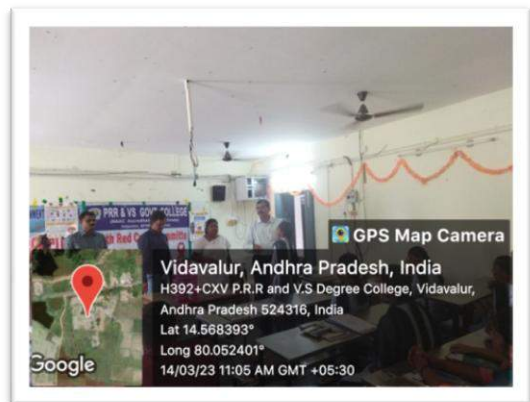 PRR & VS GOVT COLLEGE
Red C
GPS Map Camera
Vidavalur, Andhra Pradesh, India
H392+CXV P.R.R and V.S Degree College, Vidavalur,
Andhra Pradesh 524316, India
Lat 14.568393°
Long 80.052401°
14/03/23 11:05 AM GMT +05:30
Google